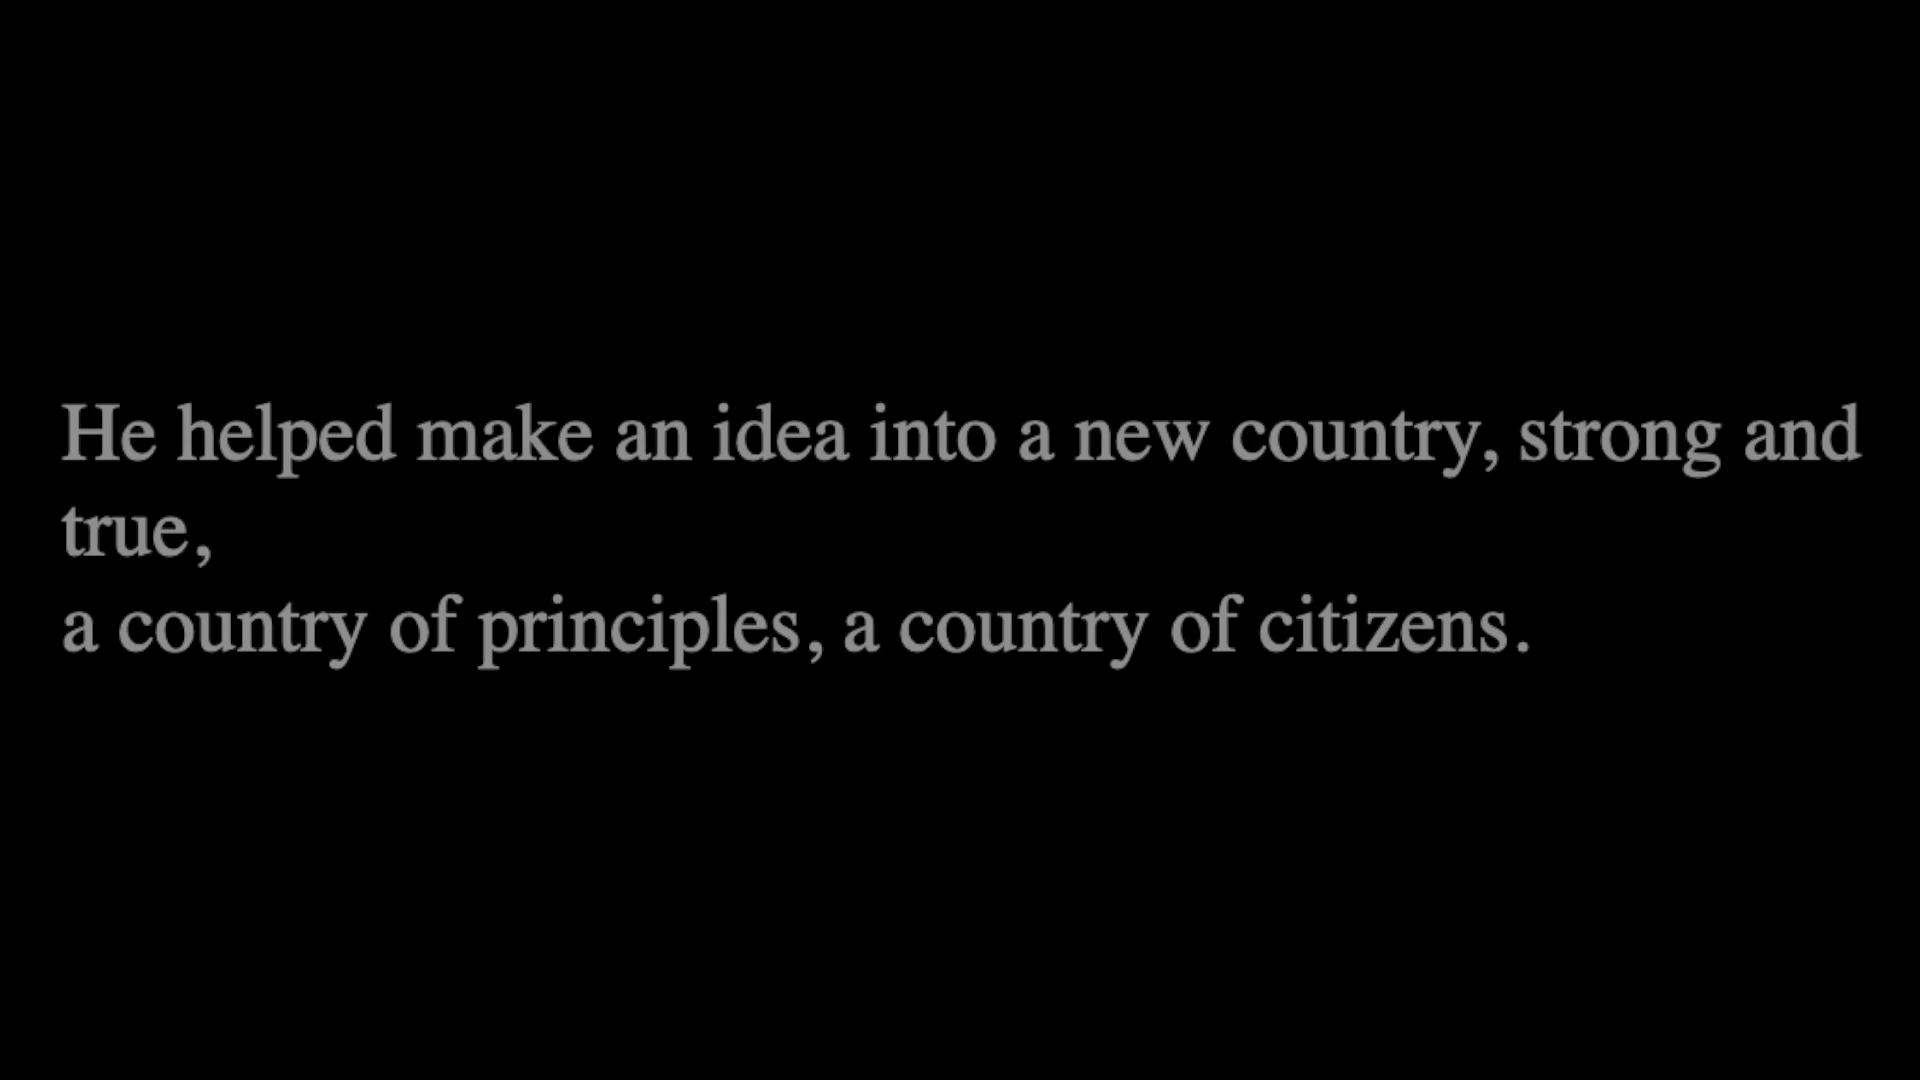 He helped make an idea into a new country, strong and
true,
a country of principles, a country of citizens.